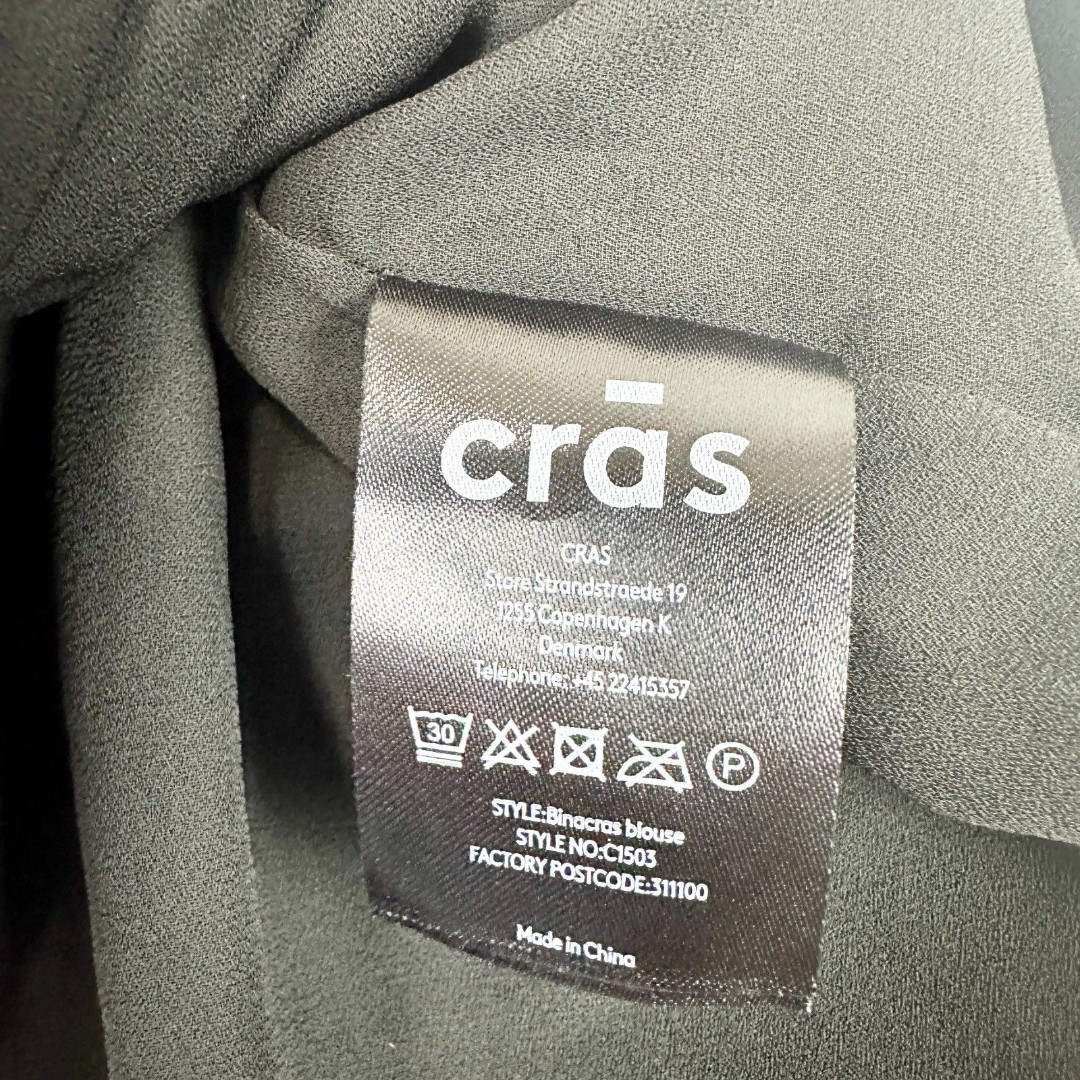 crās
CRAS
Store Strandstraede 19
1255 Copenhagen K
Denmark
Telephone: +45 22415357
30
P
STYLE:Binacras blouse
STYLE NO:C1503
FACTORY POSTCODE:311100
Made in China